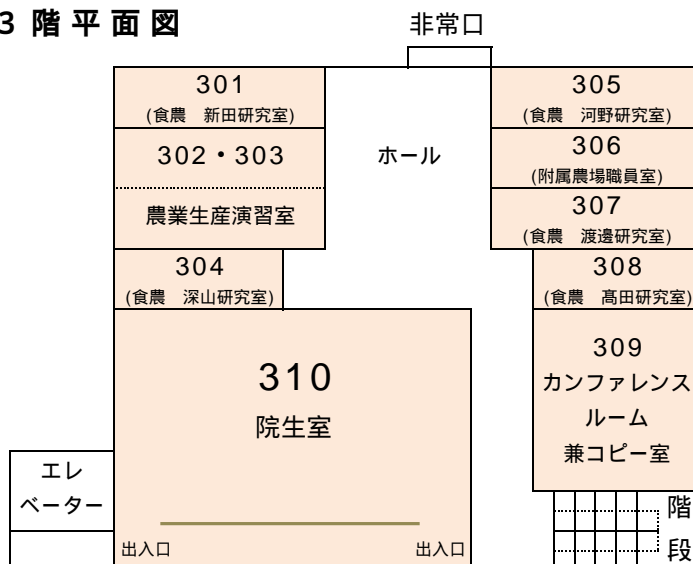 3 階 平 面 図
非常口
301
(食農 新田研究室)
302・303
農業生産演習室
304
(食農 深山研究室)
ホール
305
(食農 河野研究室)
306
(附属農場職員室)
307
(食農 渡邊研究室)
308
(食農 髙田研究室)
309
カンファレンス
ルーム
兼コピー室
310
院生室
出入口
出入口
エレ
ベーター
階
段